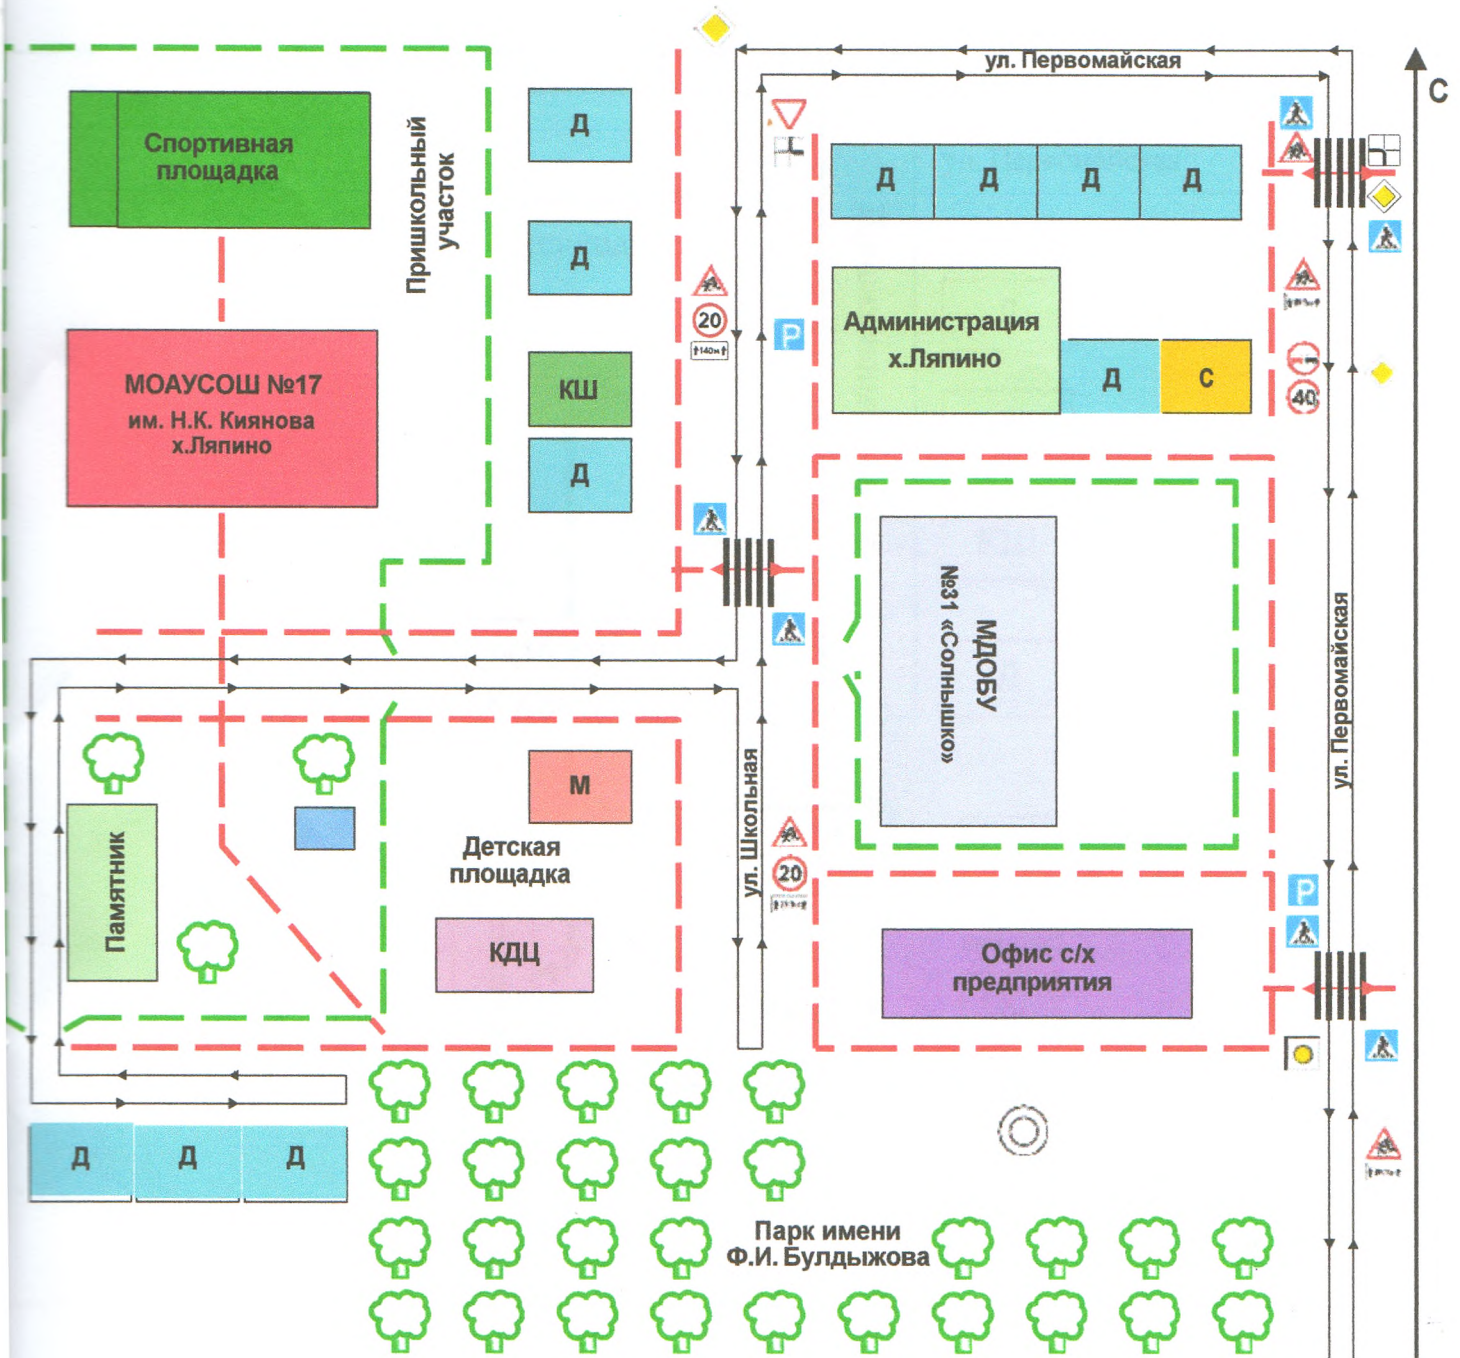 ул. Первомайская
С
Спортивная
площадка
Пришкольный
участок
Д
Д
КШ
Д
Д
Д
Д
Д
Администрация
х.Ляпино
Д
С
МОАУСОШ №17
им. Н.К. Киянова
х.Ляпино
20
140м
P
40
МДОБУ
№31 «Солнышко»
ул. Первомайская
М
Детская
площадка
КДЦ
Памятник
ул. Школьная
20
P
Офис с/х
предприятия
Д
Д
Д
Парк имени
Ф.И. Булдыжова